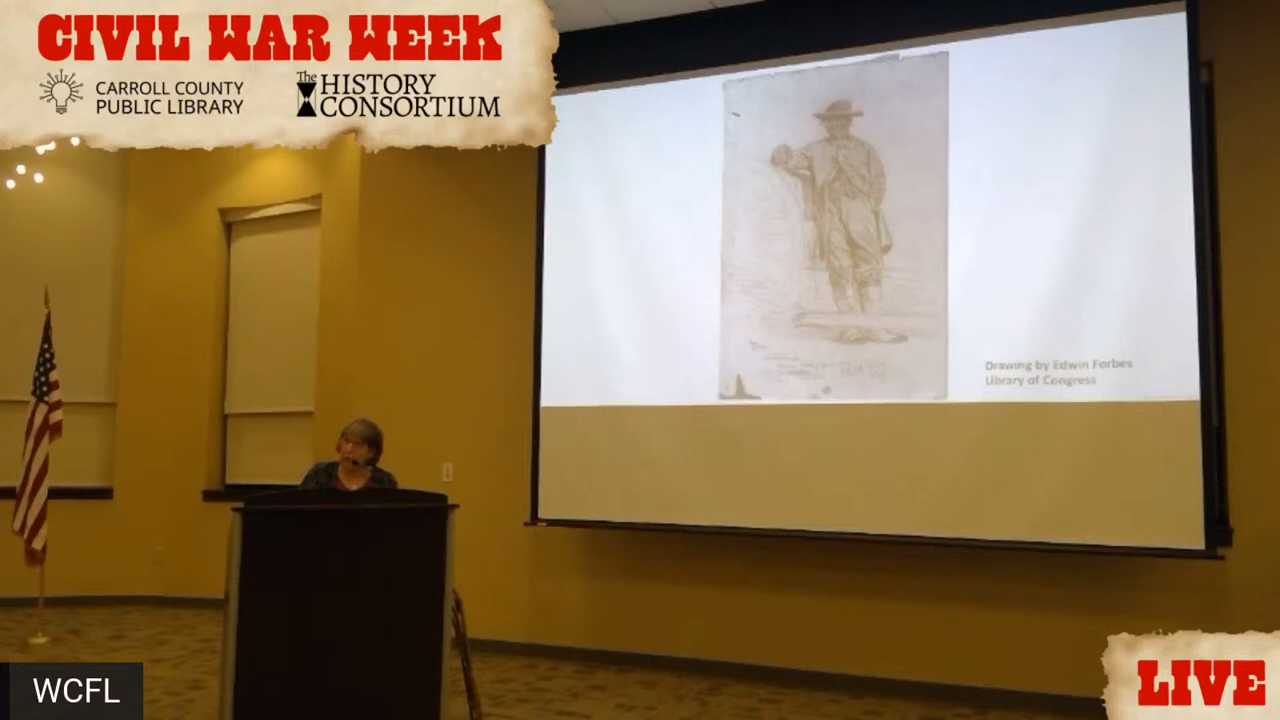 CIVIL WAR WEEK
CARROLL COUNTY
PUBLIC LIBRARY
The
HISTORY
CONSORTIUM
Drawing by Edwin Forbes
Library of Congress
WCFL
LIVE